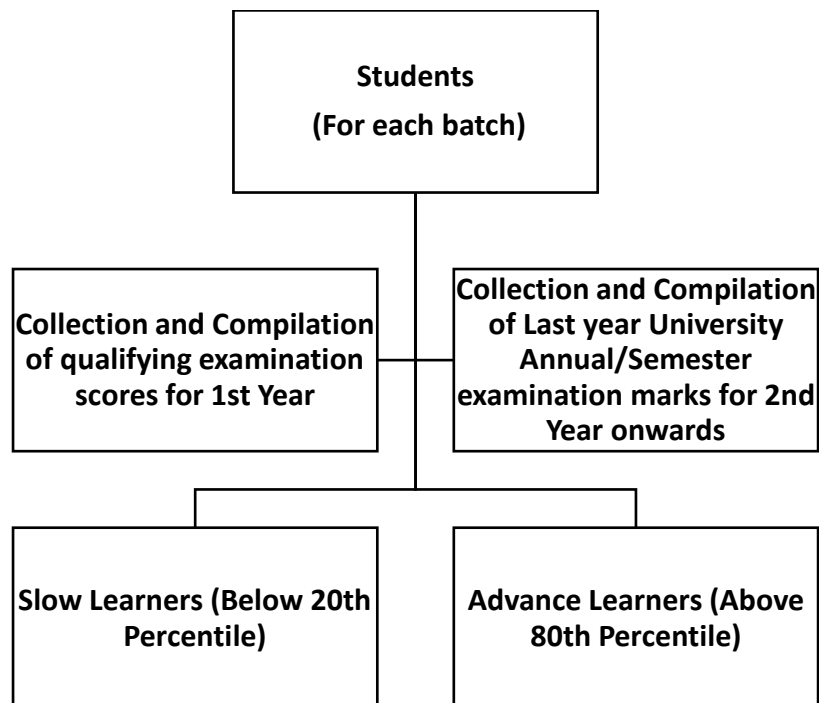 Students
(For each batch)
Collection and Compilation
of qualifying examination
scores for 1st Year
Collection and Compilation
of Last year University
Annual/Semester
examination marks for 2nd
Year onwards
Slow Learners (Below 20th
Percentile)
Advance Learners (Above
80th Percentile)